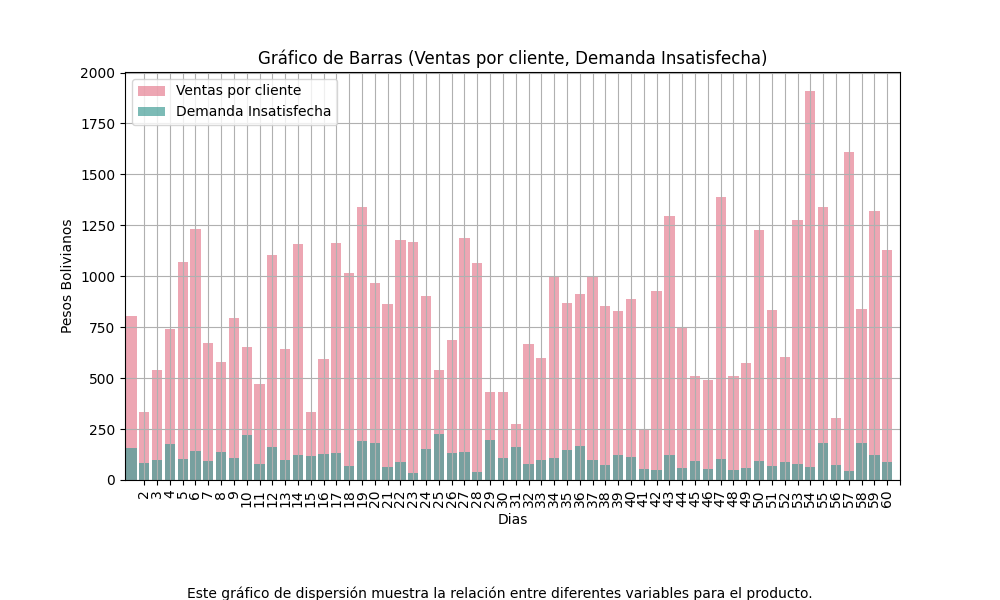 Gráfico de Barras (Ventas por cliente, Demanda Insatisfecha)
2000
1750
1500
1250
1000
750
500
250
0
Pesos Bolivianos
Ventas por cliente
Demanda Insatisfecha
2 3 4 5 6 7 8 9 10 11 12 13 14 15 16 17 18 19 20 21 22 23 24 25 26 27 28 29 30 31 32 33 34 35 36 37 38 39 40 41 42 43 44 45 46 47 48 49 50 51 52 53 54 55 56 57 58 59 60
Dias
Este gráfico de dispersión muestra la relación entre diferentes variables para el producto.